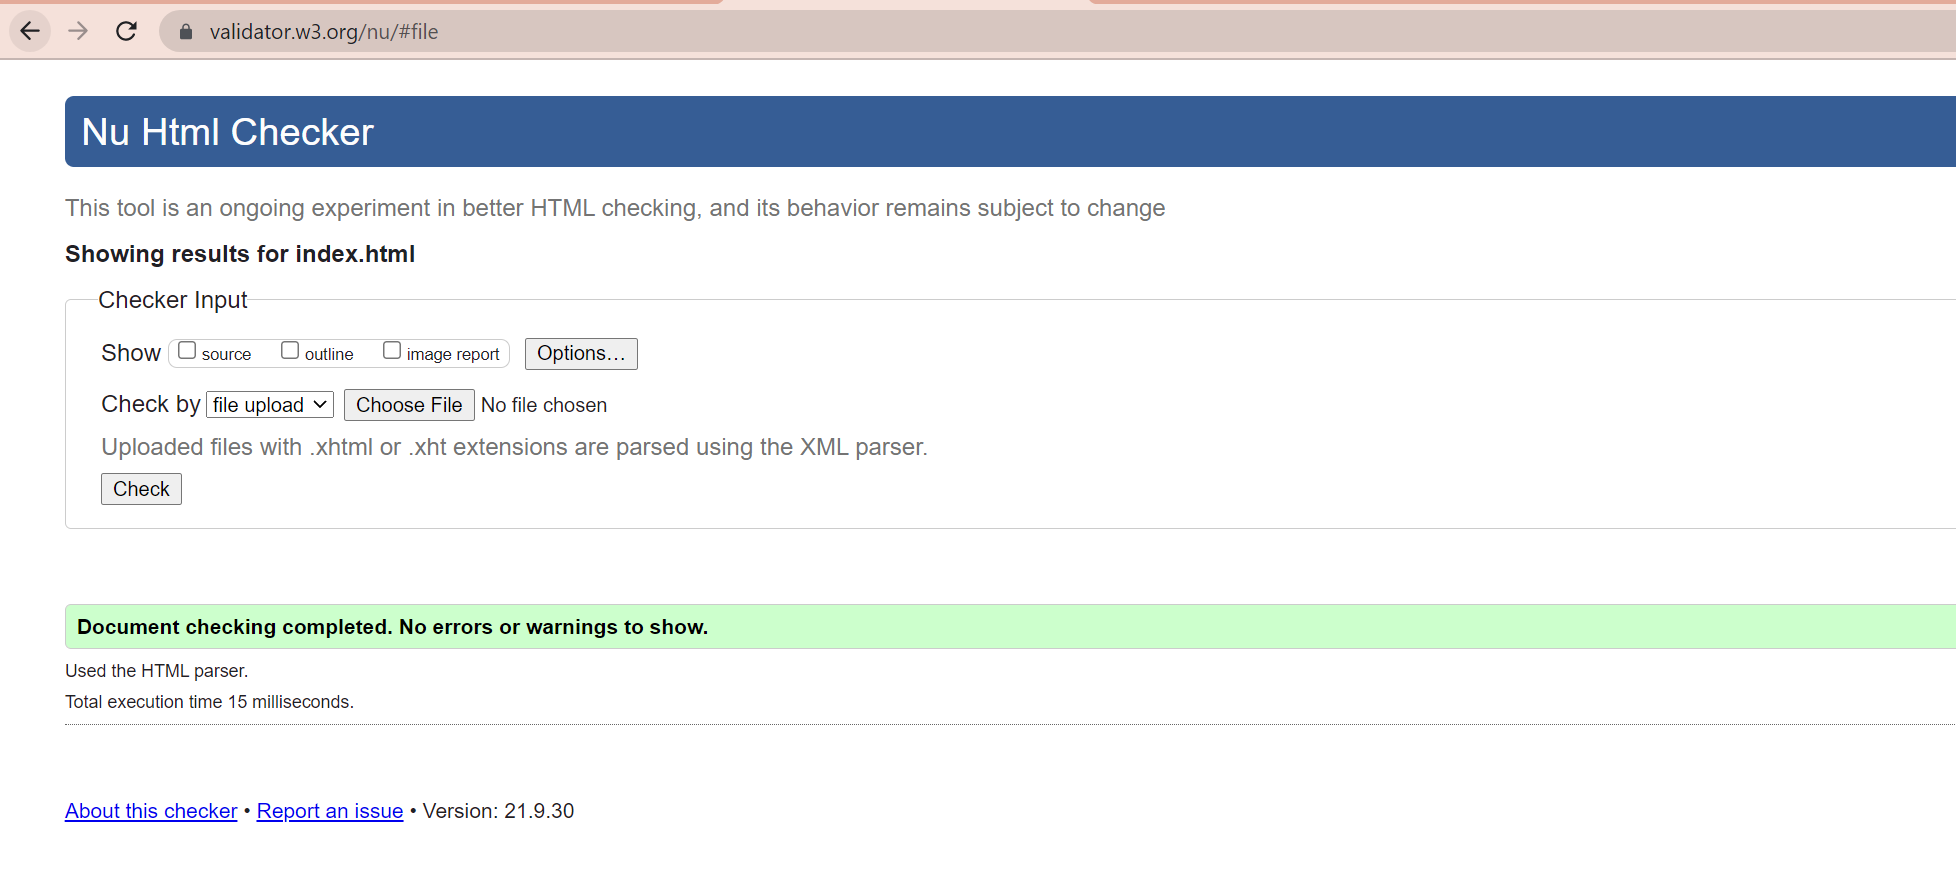 validator.w3.org/nu/#file
Nu Html Checker
This tool is an ongoing experiment in better HTML checking, and its behavior remains subject to change
Showing results for index.html
Checker Input
Show source outline image report Options...
Check by file upload Choose File No file chosen
Uploaded files with .xhtml or .xht extensions are parsed using the XML parser.
Check
Document checking completed. No errors or warnings to show.
Used the HTML parser.
Total execution time 15 milliseconds.
About this checker • Report an issue • Version: 21.9.30